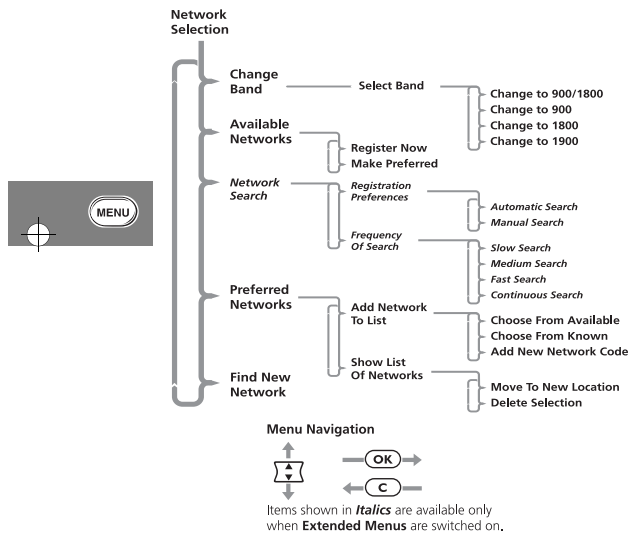 Network
Selection
Change
Band
Select Band
Change to 900/1800
Change to 900
Change to 1800
Change to 1900
Available
Networks
Register Now
Make Preferred
Network
Search
Registration
Preferences
Automatic Search
Manual Search
Frequency
Of Search
Slow Search
Medium Search
Fast Search
Continuous Search
MENU
Preferred
Networks
Add Network
To List
Choose From Available
Choose From Known
Add New Network Code
Show List
Of Networks
Move To New Location
Delete Selection
Find New
Network
Menu Navigation
OK
C
Items shown in Italics are available only
when Extended Menus are switched on.